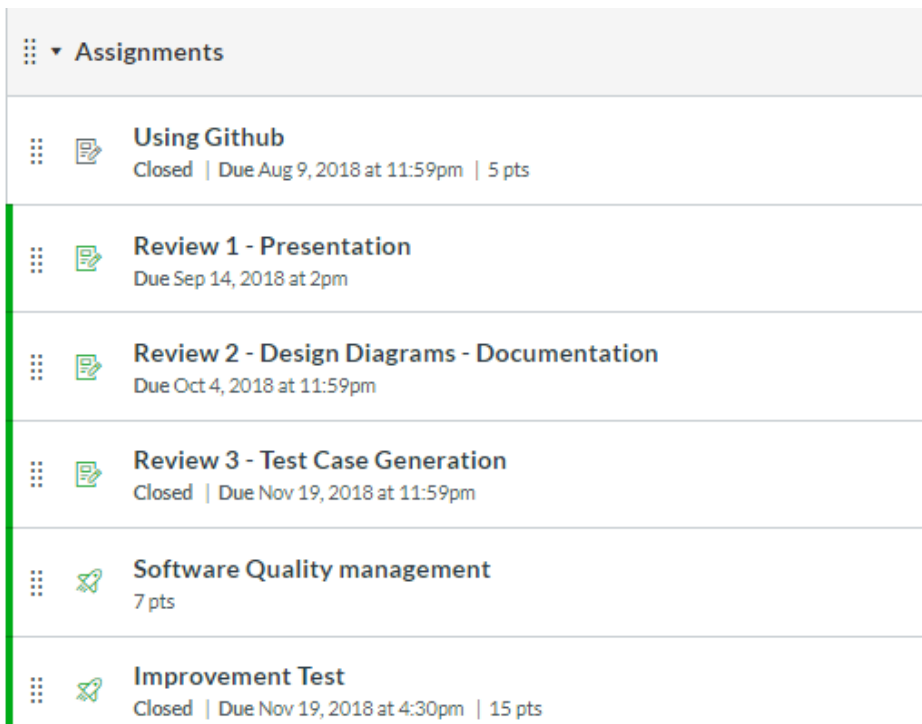 Assignments
Using Github
Closed | Due Aug 9, 2018 at 11:59pm | 5 pts
Review 1 - Presentation
Due Sep 14, 2018 at 2pm
Review 2 - Design Diagrams - Documentation
Due Oct 4, 2018 at 11:59pm
Review 3 - Test Case Generation
Closed | Due Nov 19, 2018 at 11:59pm
Software Quality management
7 pts
Improvement Test
Closed | Due Nov 19, 2018 at 4:30pm | 15 pts